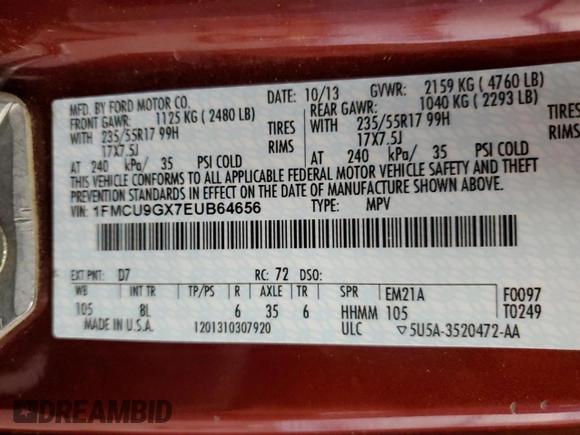 MFD. BY FORD MOTOR CO.
DATE: 10/13 GVWR: 2159 KG ( 4760 LB)
FRONT GAWR: 1125 KG ( 2480 LB)
REAR GAWR: 1040 KG ( 2293 LB)
WITH 235/55R17 99H TIRES
WITH 235/55R17 99H TIRES
17X7.5J RIMS
17X7.5J RIMS
AT 240 kPa/ 35 PSI COLD
AT 240 kPa/ 35 PSI COLD
THIS VEHICLE CONFORMS TO ALL APPLICABLE FEDERAL MOTOR VEHICLE SAFETY AND THEFT
PREVENTION STANDARDS IN EFFECT ON THE DATE OF MANUFACTURE SHOWN ABOVE.
VIN: 1FMCU9GX7EUB64656 TYPE: MPV
EXT PNT: D7 RC: 72 DSO:
WB INT TR TP/PS R AXLE TR SPR EM21A F0097
105 BL 6 35 6 HHMM 105 T0249
MADE IN U.S.A. 1201310307920 ULC ▽5U5A-3520472-AA
DREAMBID